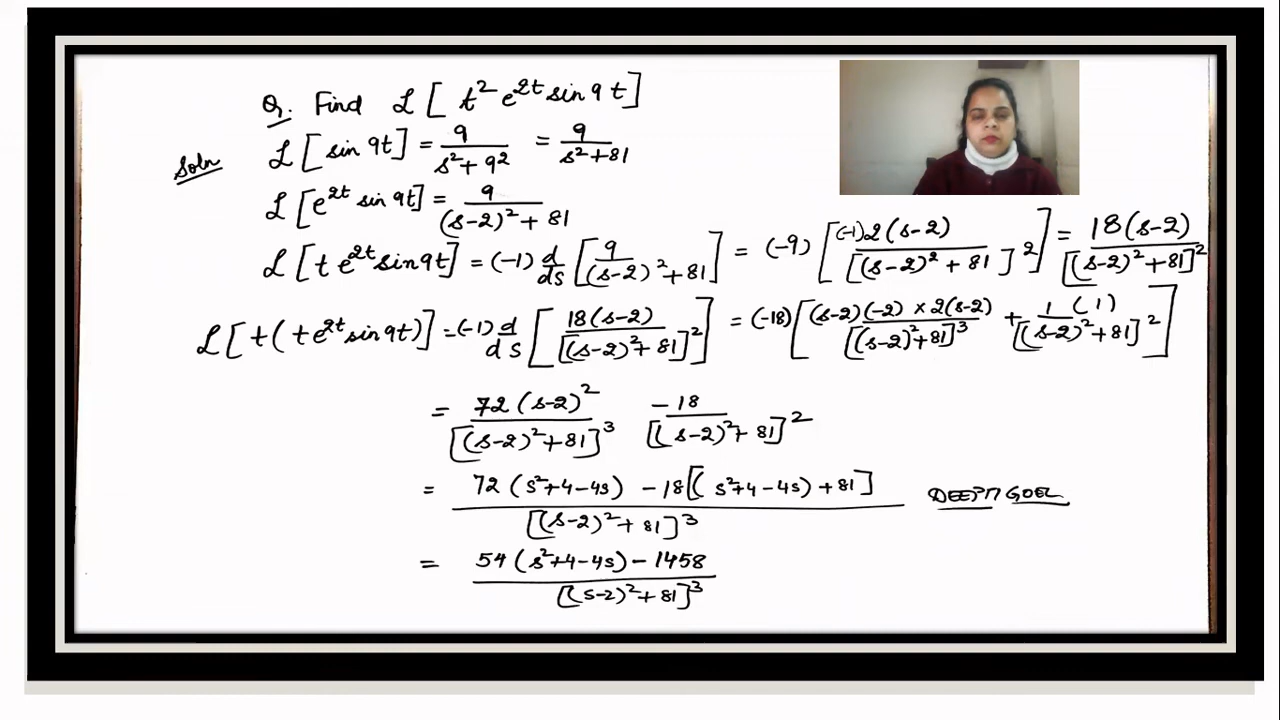 Q. Find L[t²e^{2t} sin 9t]
Soln L[sin 9t] = 9/(s²+9²) = 9/(s²+81)
L[e^{2t} sin 9t] = 9/((s-2)²+81)
L[te^{2t} sin 9t] = (-1) d/ds [9/((s-2)²+81)] = (-9) [(-1)2(s-2)/[(s-2)²+81]²] = 18(s-2)/[(s-2)²+81]²
L[t(te^{2t} sin 9t)] = (-1) d/ds [18(s-2)/[(s-2)²+81]²] = (-18) [(s-2)(-2) × 2(s-2)/[(s-2)²+81]³ + 1(1)/[(s-2)²+81]²]
= 72(s-2)²/[(s-2)²+81]³ -18/[(s-2)²+81]²
= (72(s²+4-4s) -18[(s²+4-4s)+81])/[(s-2)²+81]³ DEEPTI GOEL
= (54(s²+4-4s) - 1458)/[(s-2)²+81]³